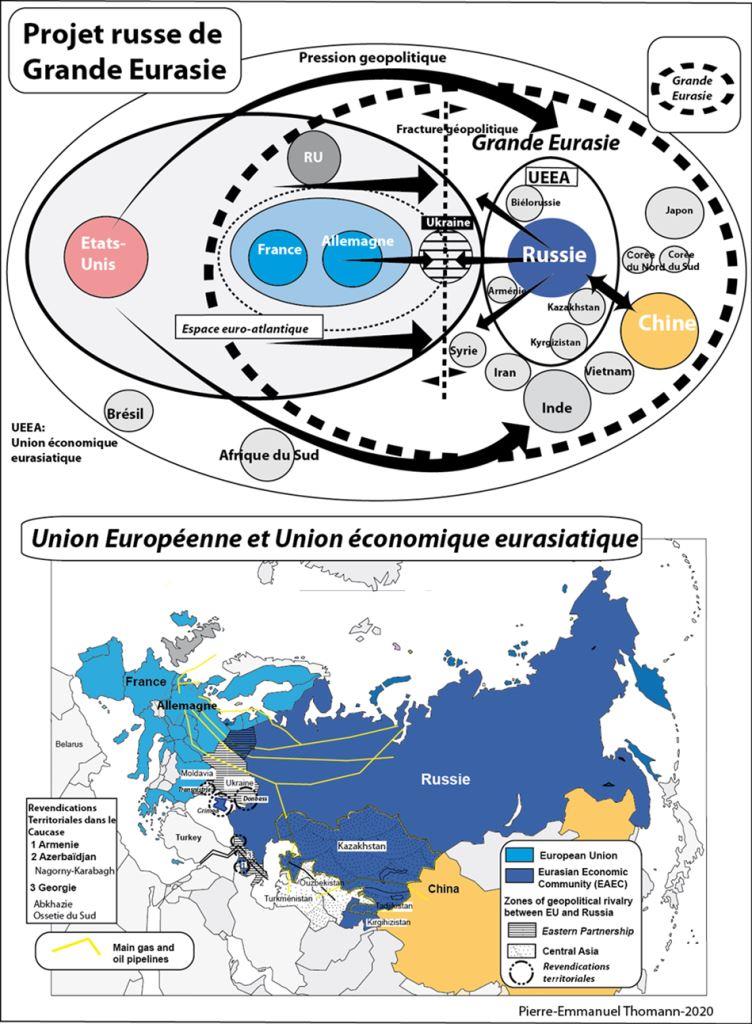 Projet russe de
Grande Eurasie
Pression geopolitique
Grande
Eurasie
Fracture géopolitique
Grande Eurasie
RU
UEEA
Biélorussie
Japon
Ukraine
Etats-
Unis
France
Allemagne
Russie
Corée
du Nord
Corée
du Sud
Arménie
Kazakhstan
Chine
Espace euro-atlantique
Syrie
Kyrgizistan
Iran
Vietnam
Inde
Brésil
UEEA:
Union économique
eurasiatique
Afrique du Sud
Union Européenne et Union économique eurasiatique
France
Allemagne
Belarus
Moldavia
Ukraine
Transnistrie
Crimée
Donbass
Russie
Revendications
Territoriales dans le
Caucase
1 Armenie
2 Azerbaïdjan
Nagorny-Karabagh
3 Georgie
Abkhazie
Ossetie du Sud
Turkey
Kazakhstan
Ouzbekistan
Turkménistan
Tadjikistan
Kirghizistan
China
European Union
Eurasian Economic
Community (EAEC)
Zones of geopolitical rivalry
between EU and Russia
Eastern Partnership
Central Asia
Revendications
territoriales
Main gas and
oil pipelines
Pierre-Emmanuel Thomann-2020